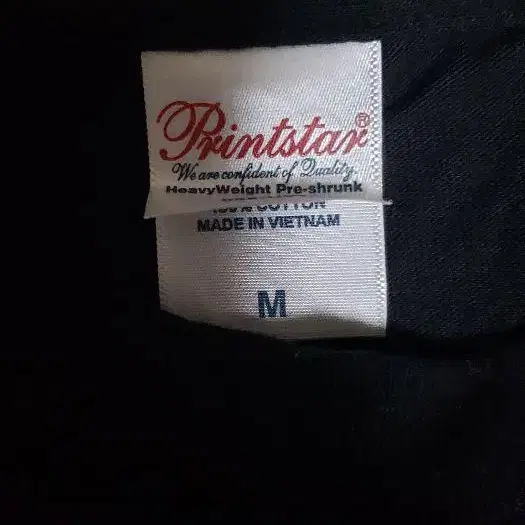 Printstar®
We are confident of Quality.
HeavyWeight Pre-shrunk
100% COTTON
MADE IN VIETNAM
M